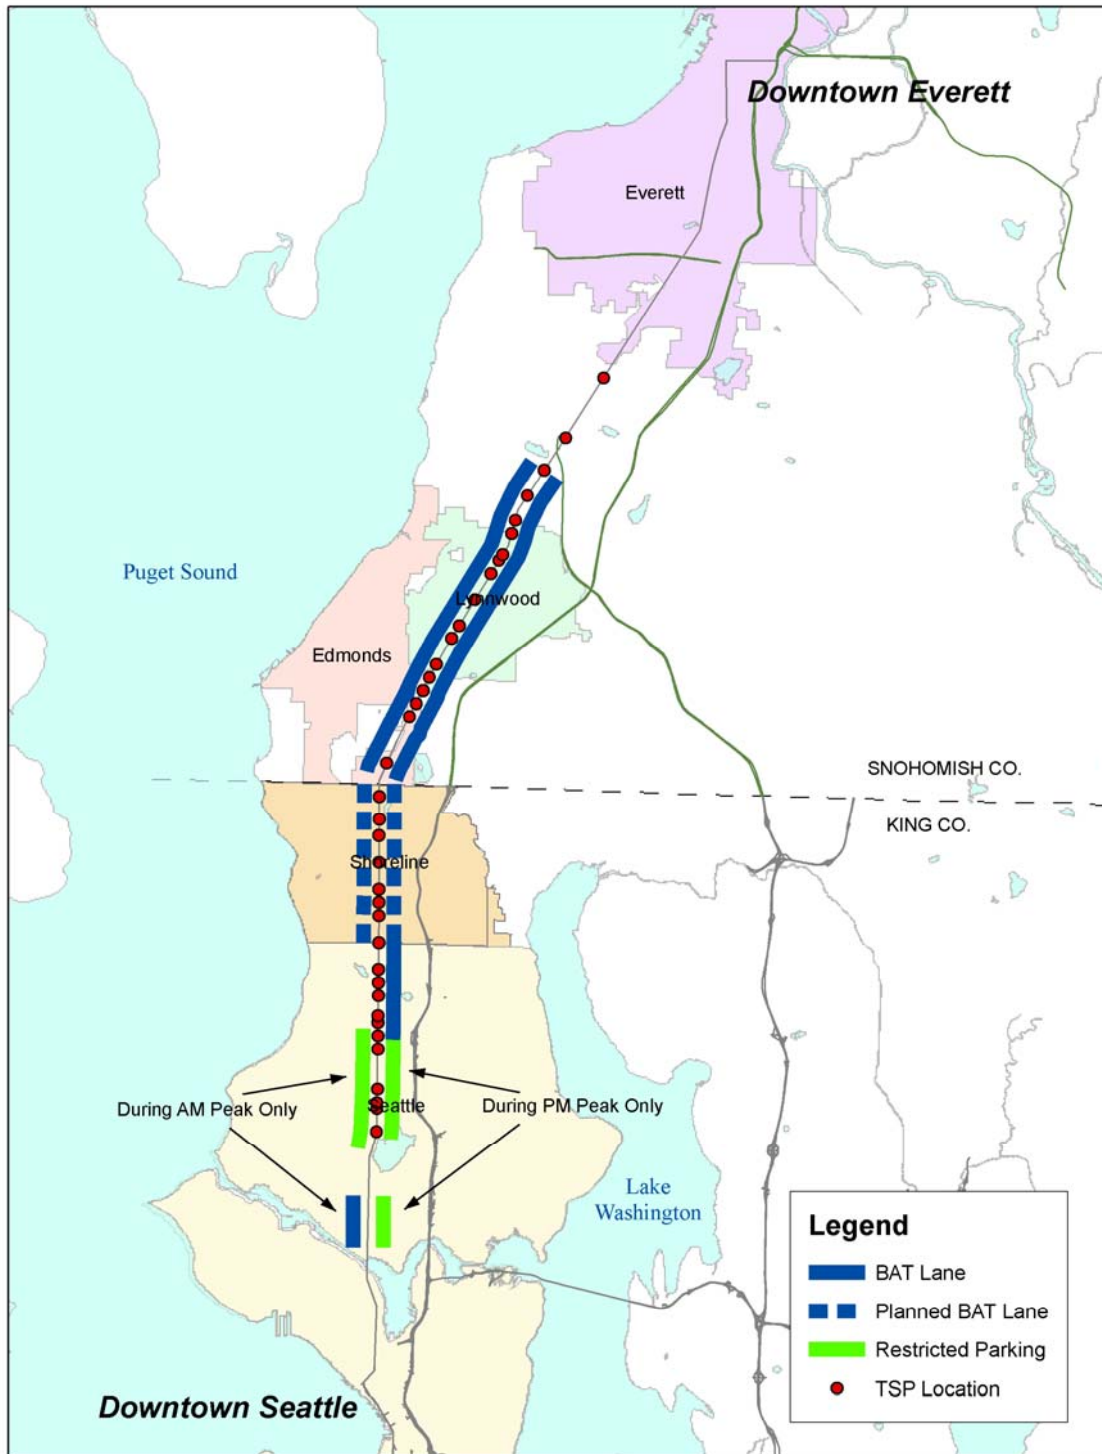 Downtown Everett
Everett
Puget Sound
Lynnwood
Edmonds
SNOHOMISH CO.
KING CO.
Shoreline
During AM Peak Only
Seattle
During PM Peak Only
Lake
Washington
Legend
BAT Lane
Planned BAT Lane
Restricted Parking
TSP Location
Downtown Seattle